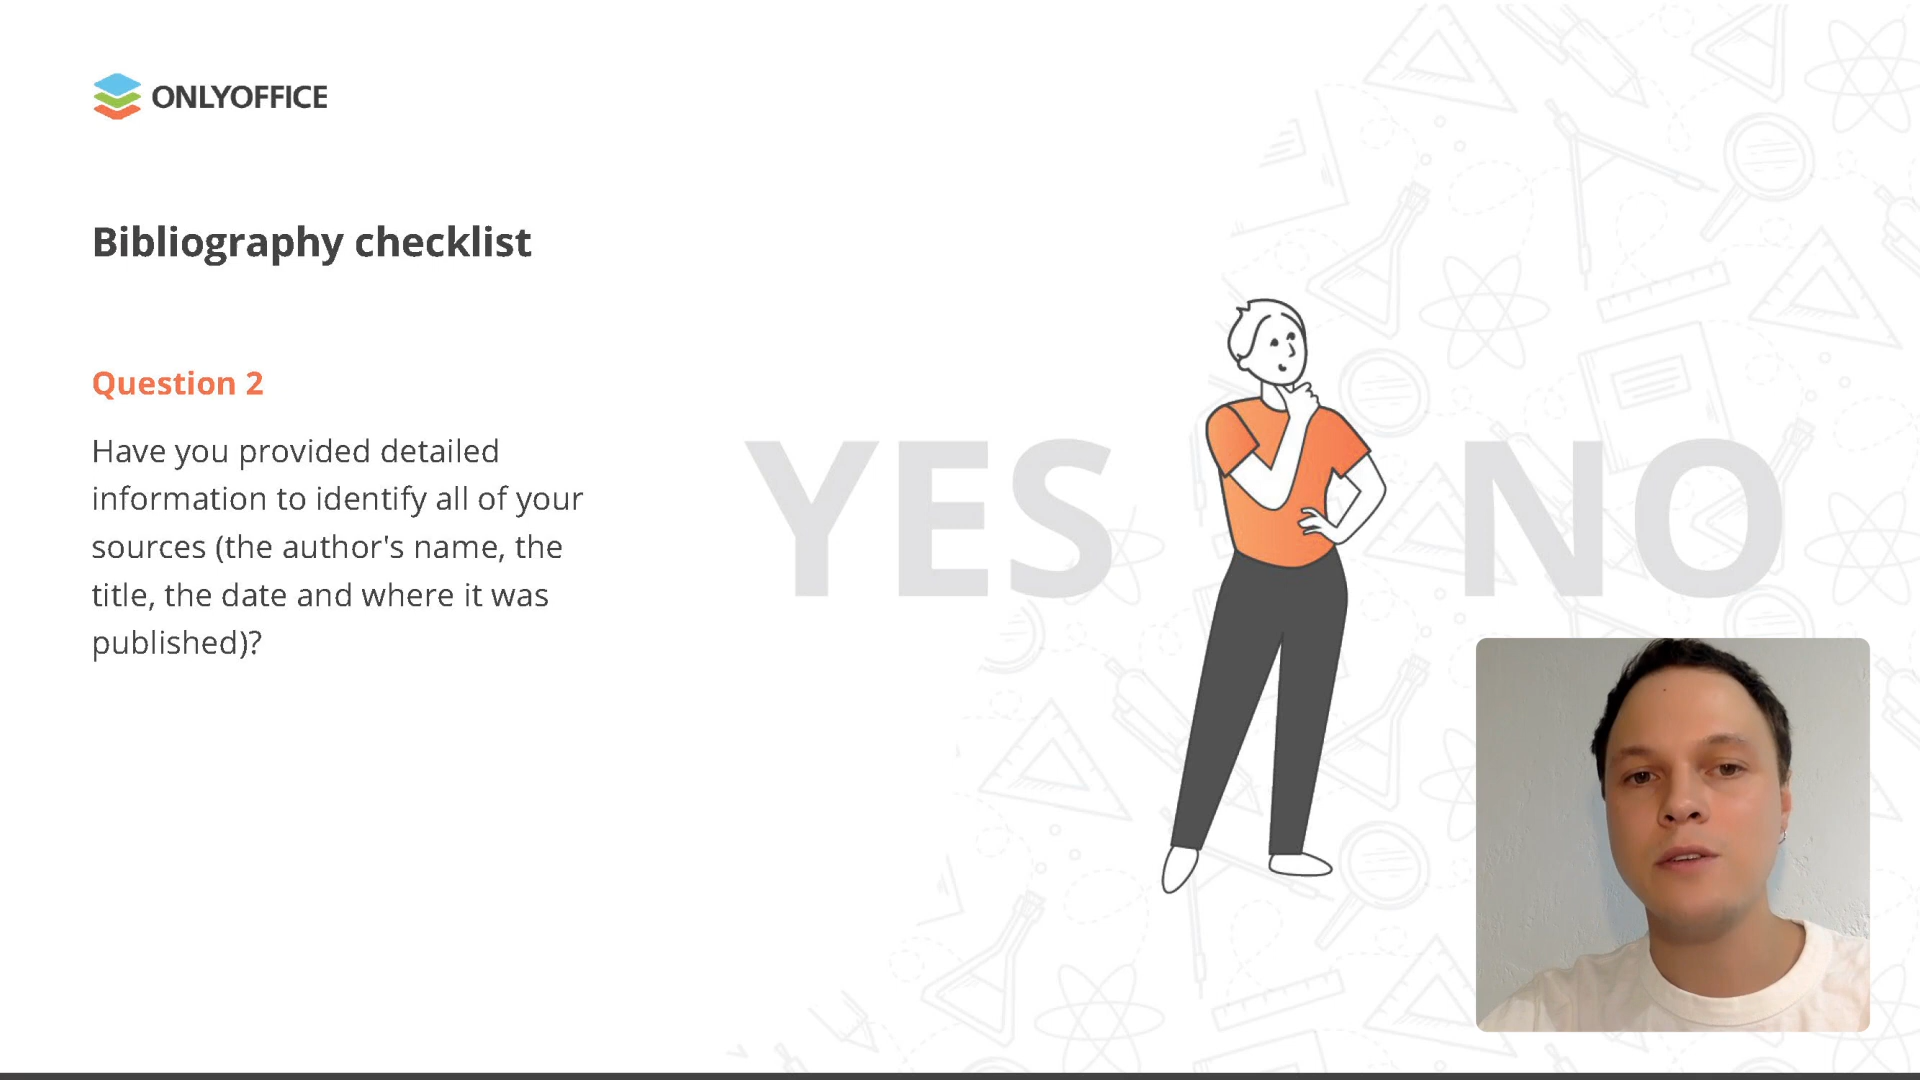 ONLYOFFICE
Bibliography checklist
Question 2
Have you provided detailed
information to identify all of your
sources (the author's name, the
title, the date and where it was
published)?
YES
NO